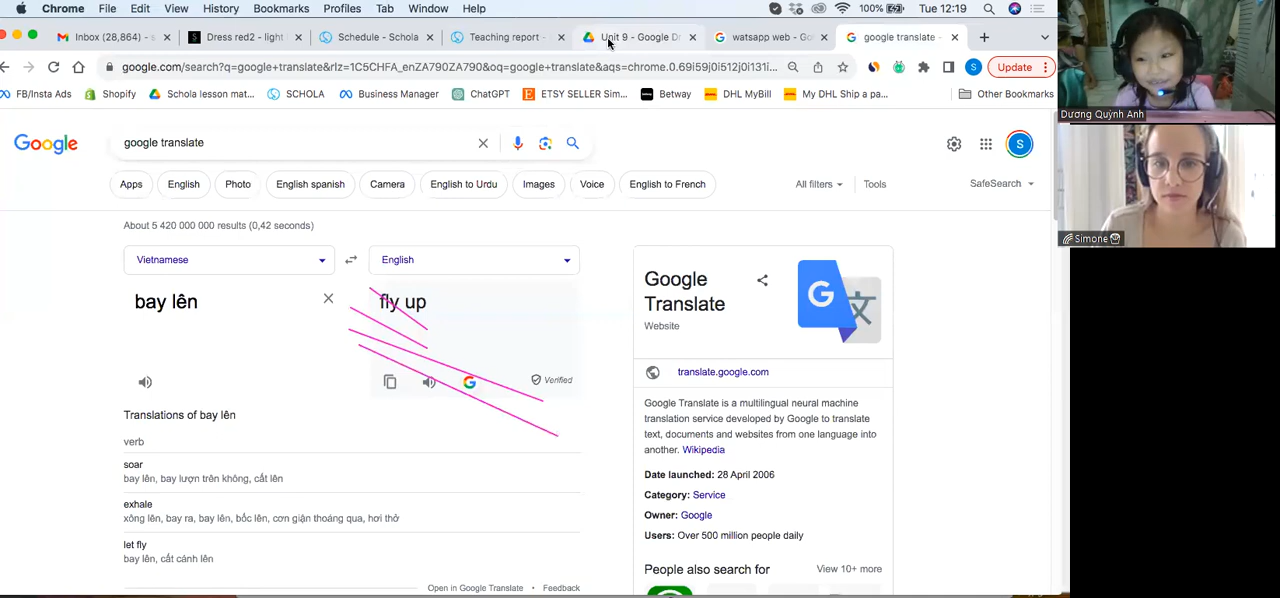 Chrome File Edit View History Bookmarks Profiles Tab Window Help 100% Tue 12:19
Inbox (28,864) - s Dress red2 - light Schedule - Schola Teaching report - Unit 9 - Google Dr watsapp web - Go google translate -
google.com/search?q=google+translate&rlz=1C5CHFA_enZA790ZA790&oq=google+translate&aqs=chrome.0.69i59j0i512j0i131i... S Update
FB/Insta Ads Shopify Schola lesson mat... SCHOLA Business Manager ChatGPT ETSY SELLER Sim... Betway DHL MyBill My DHL Ship a pa... Other Bookmarks
Dương Quỳnh Anh
Simone
Google google translate S
Apps English Photo English spanish Camera English to Urdu Images Voice English to French All filters Tools SafeSearch
About 5 420 000 000 results (0,42 seconds)
Vietnamese English
bay lên fly up
Verified
Translations of bay lên
verb
soar
bay lên, bay lượn trên không, cất lên
exhale
xông lên, bay ra, bay lên, bốc lên, cơn giận thoáng qua, hơi thở
let fly
bay lên, cất cánh lên
Open in Google Translate • Feedback
Google
Translate
Website
translate.google.com
Google Translate is a multilingual neural machine
translation service developed by Google to translate
text, documents and websites from one language into
another. Wikipedia
Date launched: 28 April 2006
Category: Service
Owner: Google
Users: Over 500 million people daily
People also search for View 10+ more